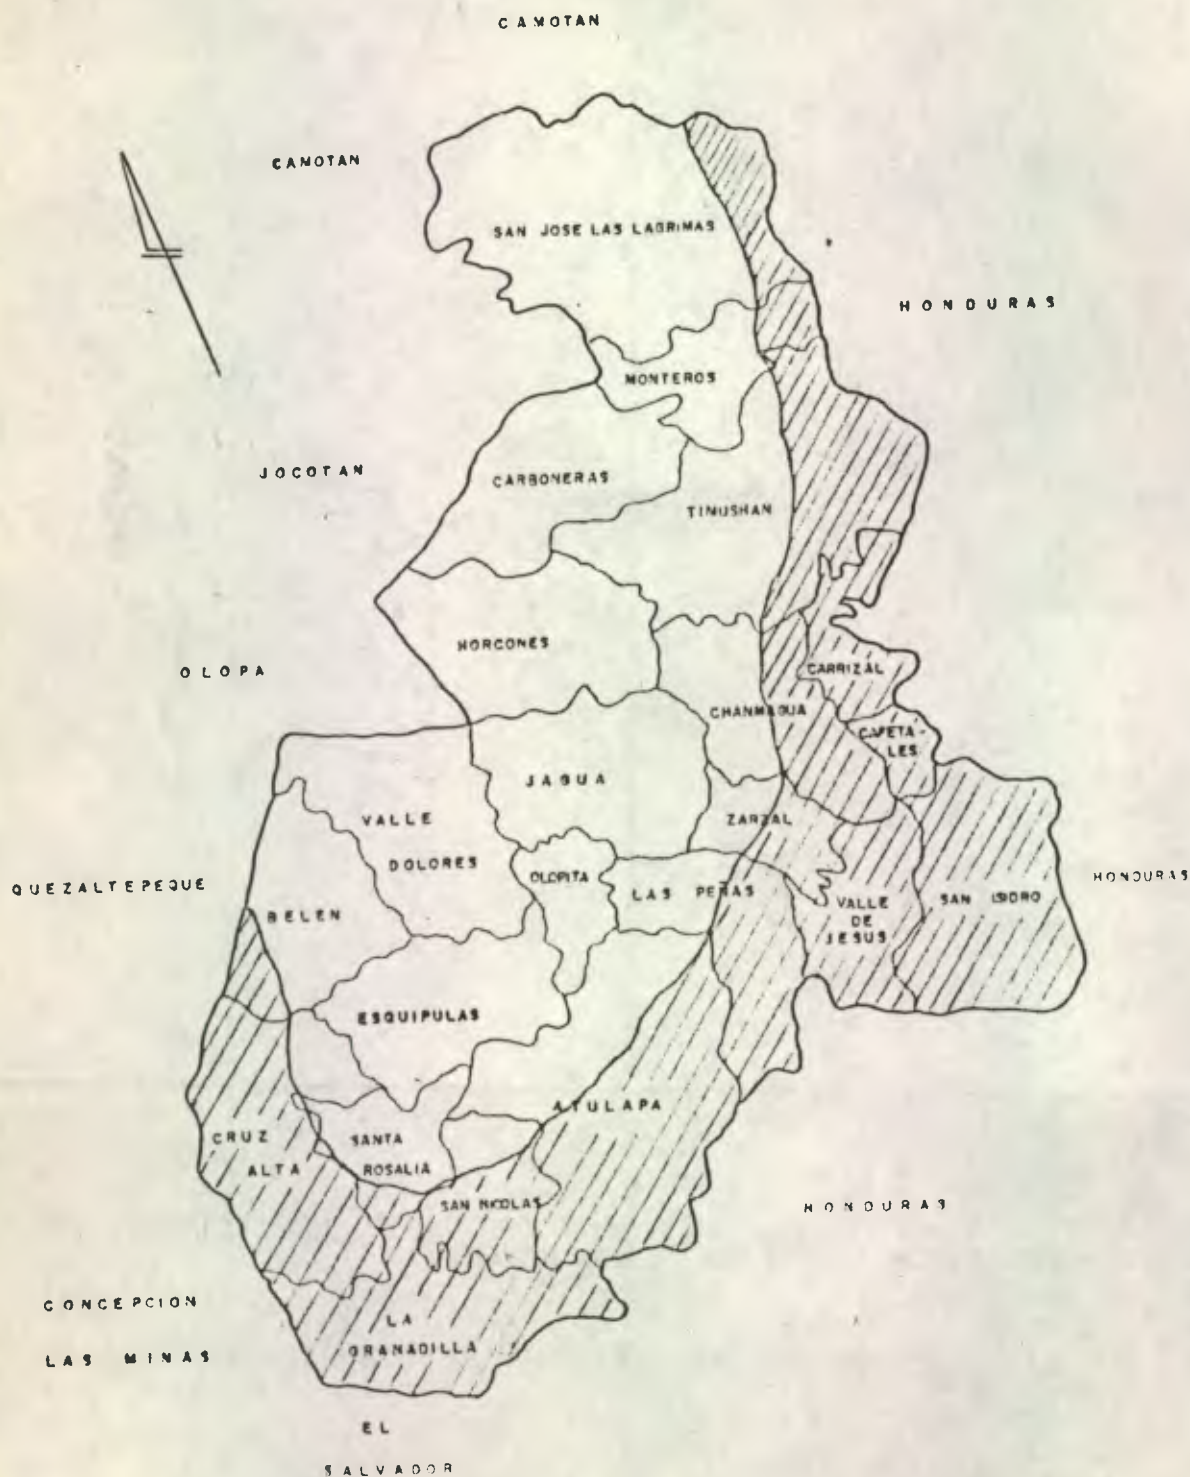 CAMOTAN
CAMOTAN
SAN JOSE LAS LAGRIMAS
HONDURAS
MONTEROS
JOCOTAN
CARBONERAS
TINUSHAN
HORCONES
OLOPA
CARRIZAL
CHANMAGUA
CAFETA-
LES
JAGUA
VALLE
DOLORES
ZARZAL
OLOPITA
LAS PEÑAS
QUEZALTEPEQUE
HONDURAS
BELEN
VALLE
DE
JESUS
SAN ISIDRO
ESQUIPULAS
ATULAPA
CRUZ
ALTA
SANTA
ROSALIA
SAN NICOLAS
HONDURAS
CONCEPCION
LAS MINAS
LA
GRANADILLA
EL
SALVADOR